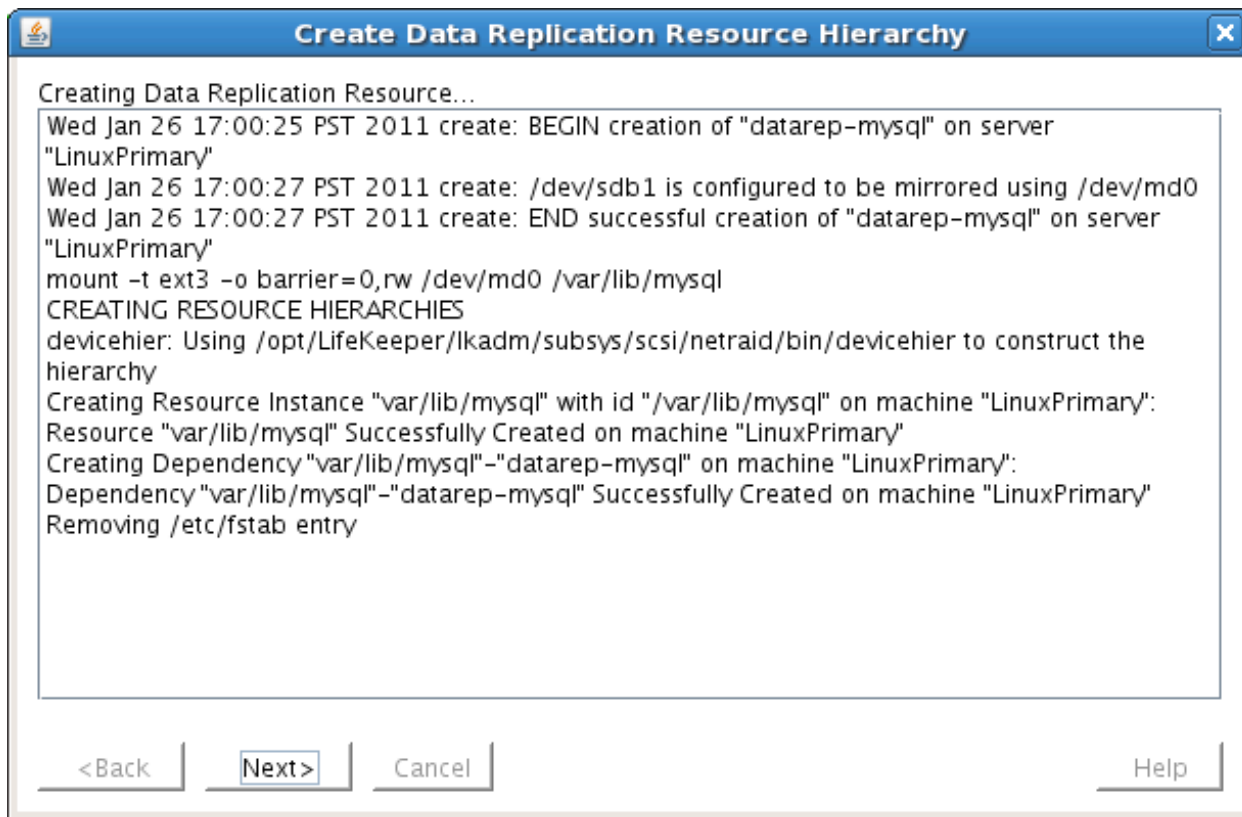 Create Data Replication Resource Hierarchy
Creating Data Replication Resource...
Wed Jan 26 17:00:25 PST 2011 create: BEGIN creation of "datarep-mysql" on server
"LinuxPrimary"
Wed Jan 26 17:00:27 PST 2011 create: /dev/sdb1 is configured to be mirrored using /dev/md0
Wed Jan 26 17:00:27 PST 2011 create: END successful creation of "datarep-mysql" on server
"LinuxPrimary"
mount -t ext3 -o barrier=0,rw /dev/md0 /var/lib/mysql
CREATING RESOURCE HIERARCHIES
devicehier: Using /opt/LifeKeeper/lkadm/subsys/scsi/netraid/bin/devicehier to construct the
hierarchy
Creating Resource Instance "var/lib/mysql" with id "/var/lib/mysql" on machine "LinuxPrimary":
Resource "var/lib/mysql" Successfully Created on machine "LinuxPrimary"
Creating Dependency "var/lib/mysql"-"datarep-mysql" on machine "LinuxPrimary":
Dependency "var/lib/mysql"-"datarep-mysql" Successfully Created on machine "LinuxPrimary"
Removing /etc/fstab entry
<Back Next> Cancel Help